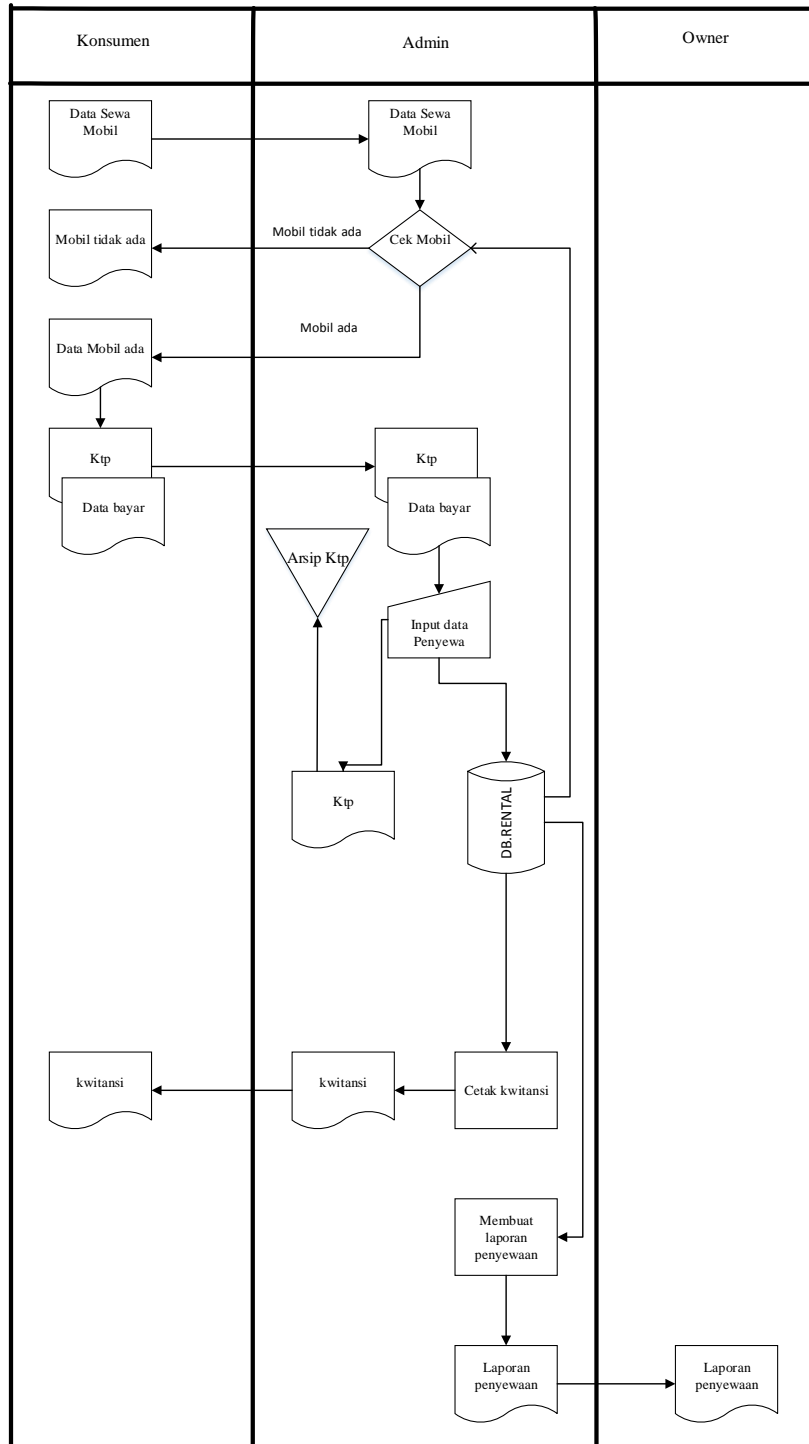 Konsumen
Admin
Owner
Data Sewa
Mobil
Data Sewa
Mobil
Mobil tidak ada
Mobil tidak ada
Cek Mobil
Mobil ada
Data Mobil ada
Ktp
Data bayar
Ktp
Data bayar
Arsip Ktp
Input data
Penyewa
Ktp
DB.RENTAL
kwitansi
kwitansi
Cetak kwitansi
Membuat
laporan
penyewaan
Laporan
penyewaan
Laporan
penyewaan